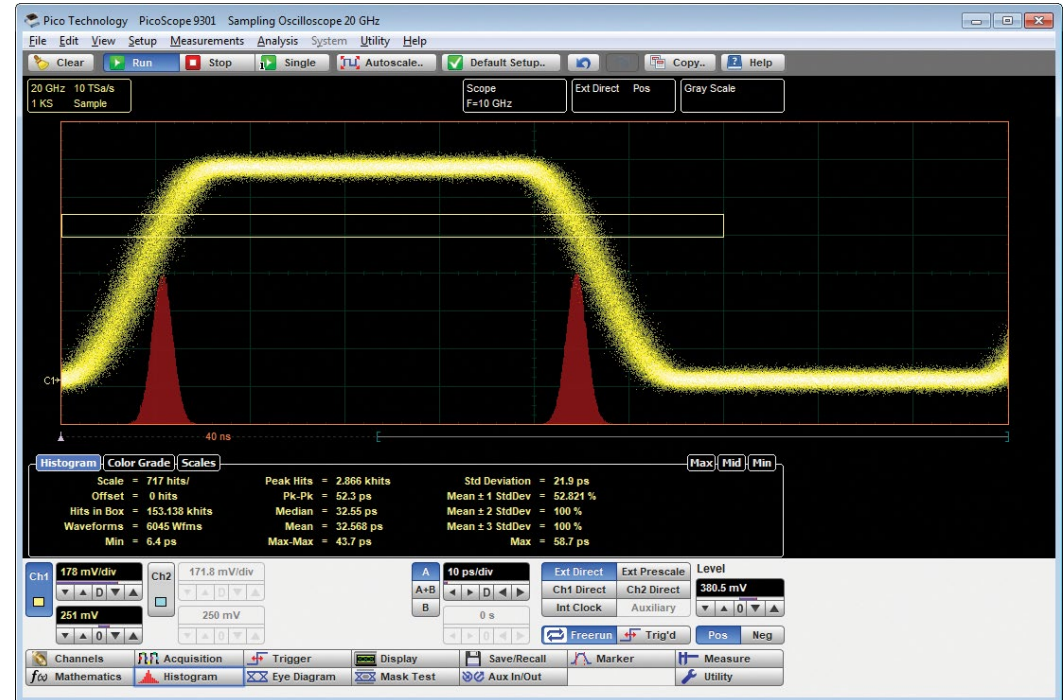 Pico Technology PicoScope 9301 Sampling Oscilloscope 20 GHz
File Edit View Setup Measurements Analysis System Utility Help
Clear Run Stop Single Autoscale.. Default Setup.. Copy.. Help
20 GHz 10 TSa/s Scope Ext Direct Pos Gray Scale
1 KS Sample F=10 GHz
C1
40 ns
Histogram Color Grade Scales Max Mid Min
Scale = 717 hits/ Peak Hits = 2.866 khits Std Deviation = 21.9 ps
Offset = 0 hits Pk-Pk = 52.3 ps Mean ± 1 StdDev = 52.821 %
Hits in Box = 153.138 khits Median = 32.55 ps Mean ± 2 StdDev = 100 %
Waveforms = 6045 Wfms Mean = 32.568 ps Mean ± 3 StdDev = 100 %
Min = 6.4 ps Max-Max = 43.7 ps Max = 58.7 ps
Ch1 178 mV/div Ch2 171.8 mV/div A 10 ps/div Ext Direct Ext Prescale Level
D D A+B D Ch1 Direct Ch2 Direct 380.5 mV
251 mV 250 mV B 0 s Int Clock Auxiliary 0
0 0 0 Freerun Trig'd Pos Neg
Channels Acquisition Trigger Display Save/Recall Marker Measure
f(x) Mathematics Histogram Eye Diagram Mask Test Aux In/Out Utility